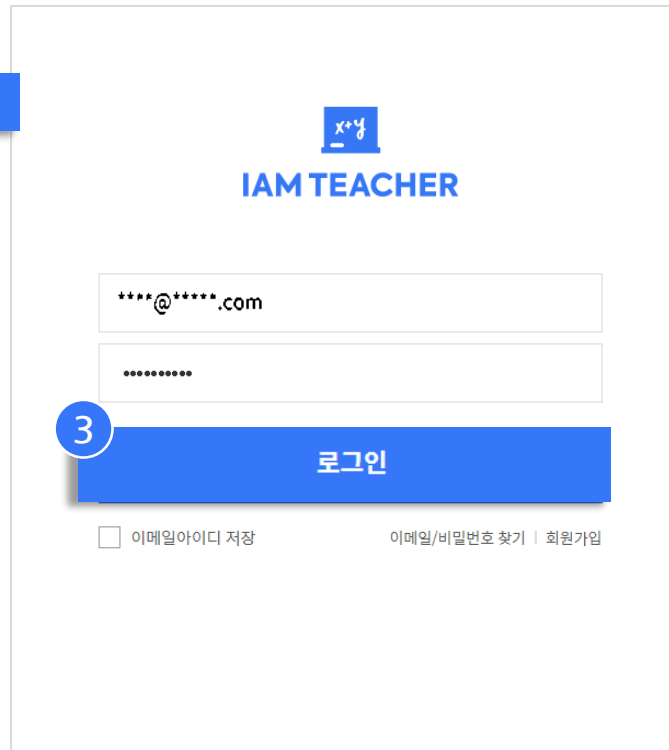 x+y
IAM TEACHER
****@*****.com
••••••••••
3
로그인
이메일아이디 저장
이메일/비밀번호 찾기 | 회원가입